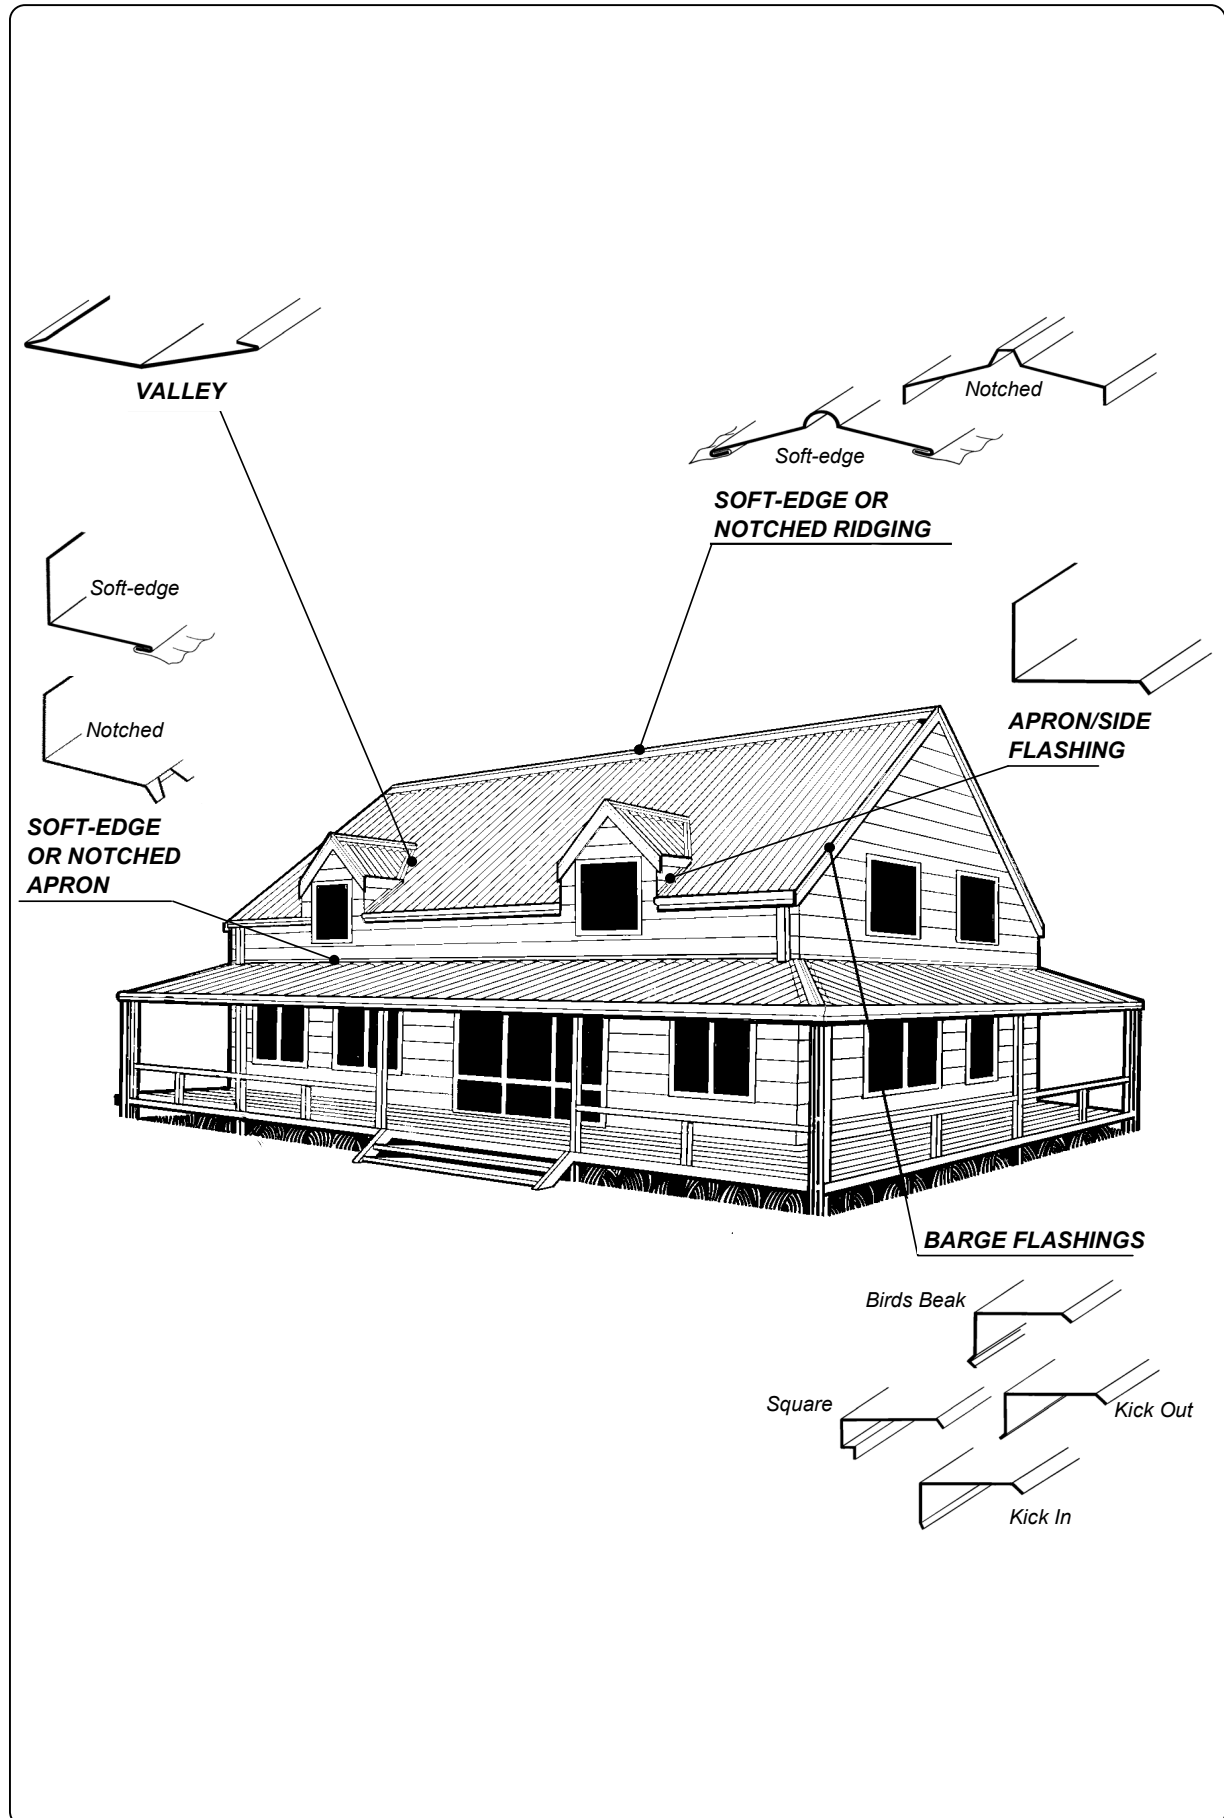 VALLEY
Notched
Soft-edge
SOFT-EDGE OR
NOTCHED RIDGING
Soft-edge
Notched
SOFT-EDGE
OR NOTCHED
APRON
APRON/SIDE
FLASHING
BARGE FLASHINGS
Birds Beak
Square
Kick Out
Kick In